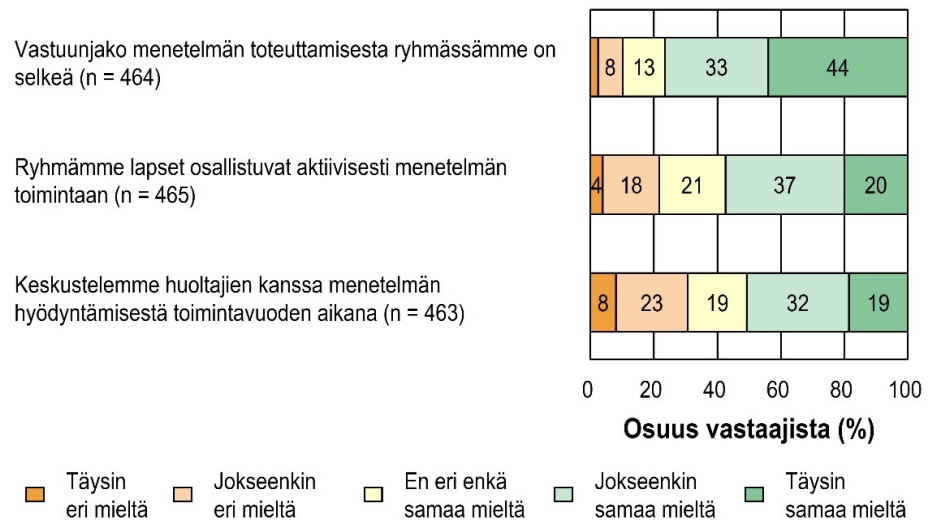 Vastuunjako menetelmän toteuttamisesta ryhmässämme on
selkeä (n = 464)
8 13 33 44
Ryhmämme lapset osallistuvat aktiivisesti menetelmän
toimintaan (n = 465)
4 18 21 37 20
Keskustelemme huoltajien kanssa menetelmän
hyödyntämisestä toimintavuoden aikana (n = 463)
8 23 19 32 19
0 20 40 60 80 100
Osuus vastaajista (%)
Täysin
eri mieltä
Jokseenkin
eri mieltä
En eri enkä
samaa mieltä
Jokseenkin
samaa mieltä
Täysin
samaa mieltä